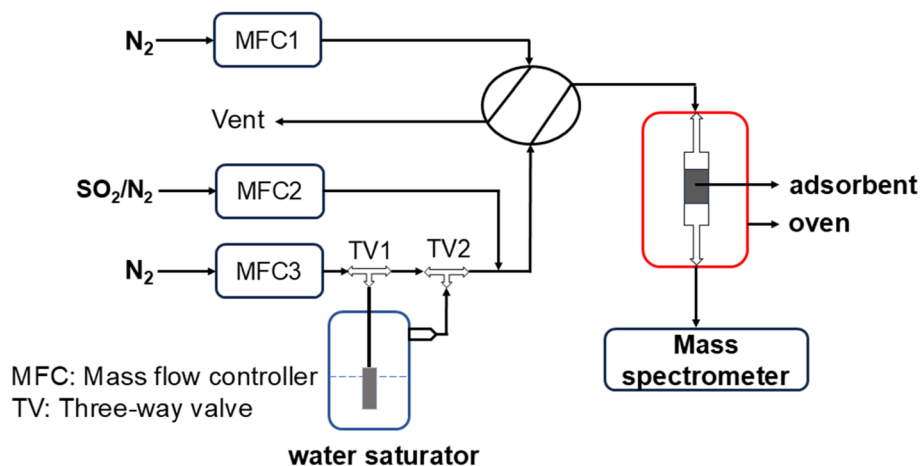 N₂
MFC1
Vent
SO₂/N₂
MFC2
N₂
MFC3
TV1
TV2
adsorbent
oven
Mass
spectrometer
MFC: Mass flow controller
TV: Three-way valve
water saturator